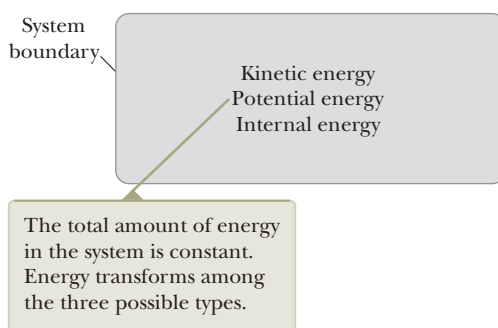 System
boundary
Kinetic energy
Potential energy
Internal energy
The total amount of energy
in the system is constant.
Energy transforms among
the three possible types.